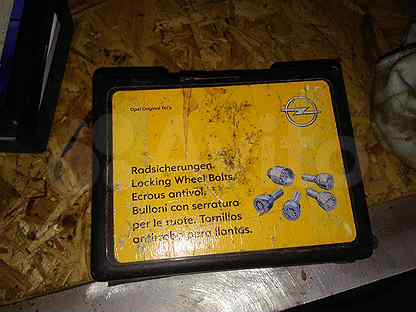 Opel Original Teile
Radsicherungen.
Locking Wheel Bolts.
Ecrous antivol.
Bulloni con serratura
per le ruote. Tornillos
antirrobo para llantas.
Avito